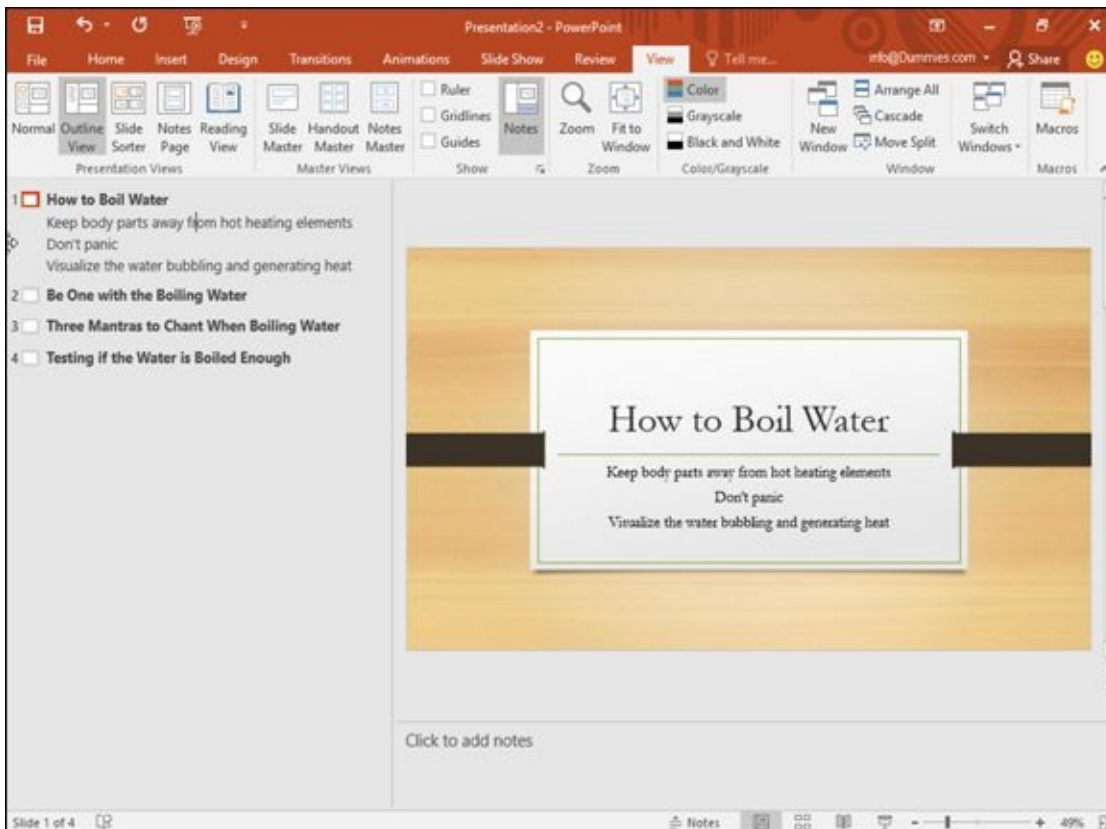 Presentation2 - PowerPoint
File Home Insert Design Transitions Animations Slide Show Review View Tell me... info@Dummies.com Share
Normal Outline View Slide Sorter Notes Page Reading View
Presentation Views
Slide Master Handout Master Notes Master
Master Views
Ruler
Gridlines
Guides
Notes
Show
Zoom Fit to Window
Zoom
Color
Grayscale
Black and White
Color/Grayscale
New Window
Arrange All
Cascade
Move Split
Switch Windows
Window
Macros
Macros
1 How to Boil Water
Keep body parts away from hot heating elements
Don't panic
Visualize the water bubbling and generating heat
2 Be One with the Boiling Water
3 Three Mantras to Chant When Boiling Water
4 Testing if the Water is Boiled Enough
How to Boil Water
Keep body parts away from hot heating elements
Don't panic
Visualize the water bubbling and generating heat
Click to add notes
Slide 1 of 4
Notes
49%